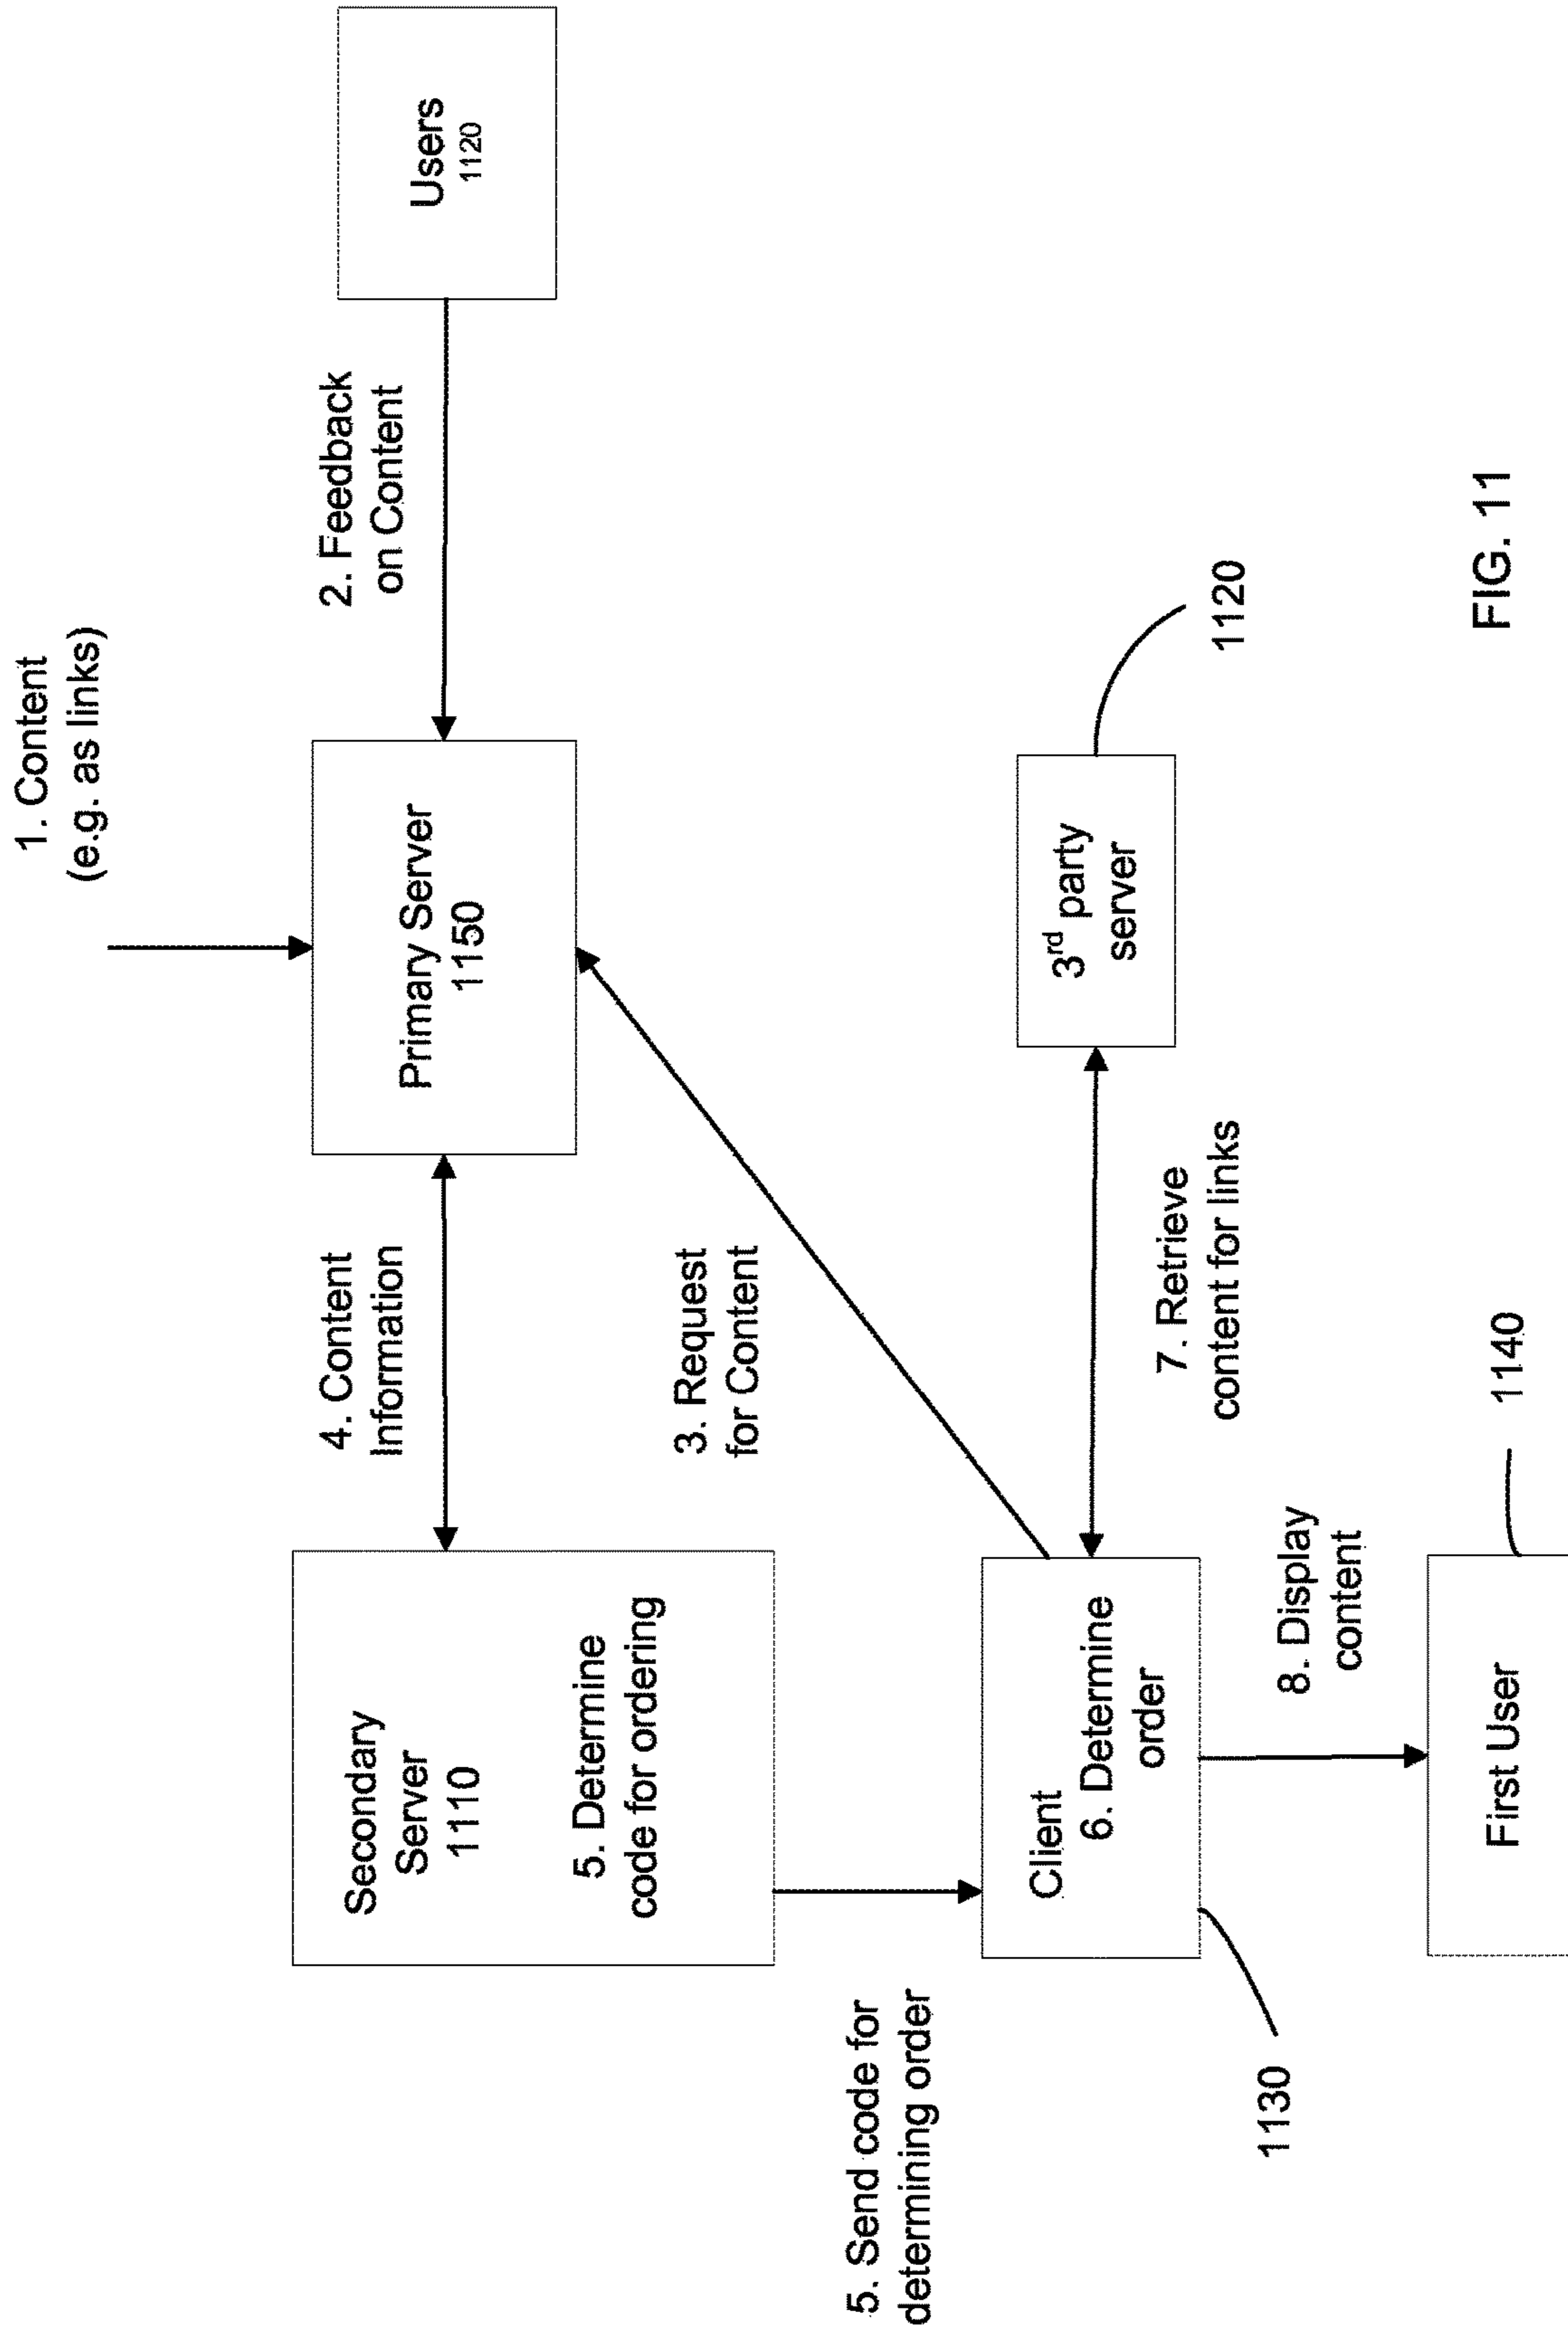 1. Content
(e.g. as links)
Users
1120
2. Feedback
on Content
Primary Server
1150
4. Content
Information
Secondary
Server
1110
5. Determine
code for ordering
3. Request
for Content
5. Send code for
determining order
Client
6. Determine
order
1130
7. Retrieve
content for links
3rd party
server
1120
8. Display
content
First User
1140
FIG. 11